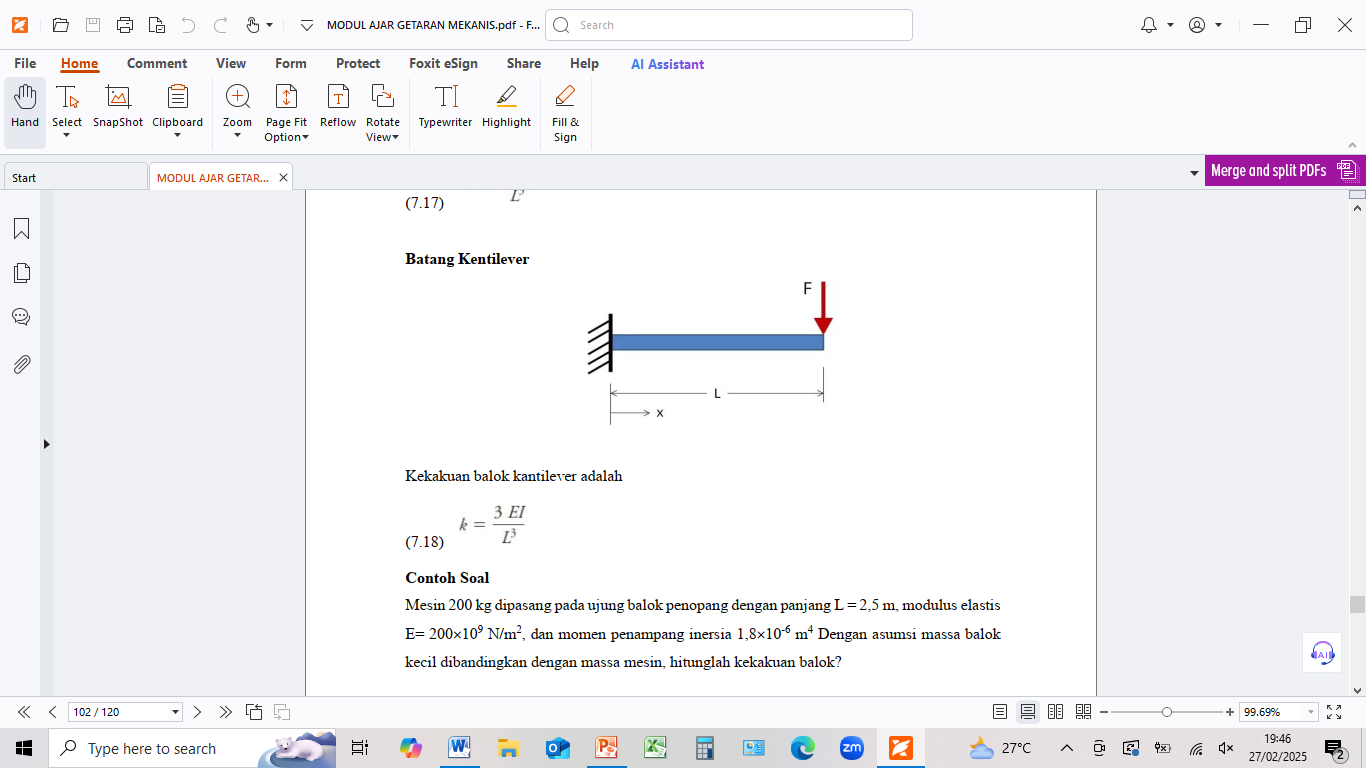 MODUL AJAR GETARAN MEKANIS.pdf - F... Search
File Home Comment View Form Protect Foxit eSign Share Help AI Assistant
Hand Select SnapShot Clipboard Zoom Page Fit Option Reflow Rotate View Typewriter Highlight Fill & Sign
Start MODUL AJAR GETAR... Merge and split PDFs
(7.17) L³
Batang Kentilever
F
L
x
Kekakuan balok kantilever adalah
(7.18) k = 3 EI / L³
Contoh Soal
Mesin 200 kg dipasang pada ujung balok penopang dengan panjang L = 2,5 m, modulus elastis
E= 200×10⁹ N/m², dan momen penampang inersia 1,8×10⁻⁶ m⁴ Dengan asumsi massa balok
kecil dibandingkan dengan massa mesin, hitunglah kekakuan balok?
AI
102 / 120 99.69%
Type here to search 27°C 19:46
27/02/2025 2